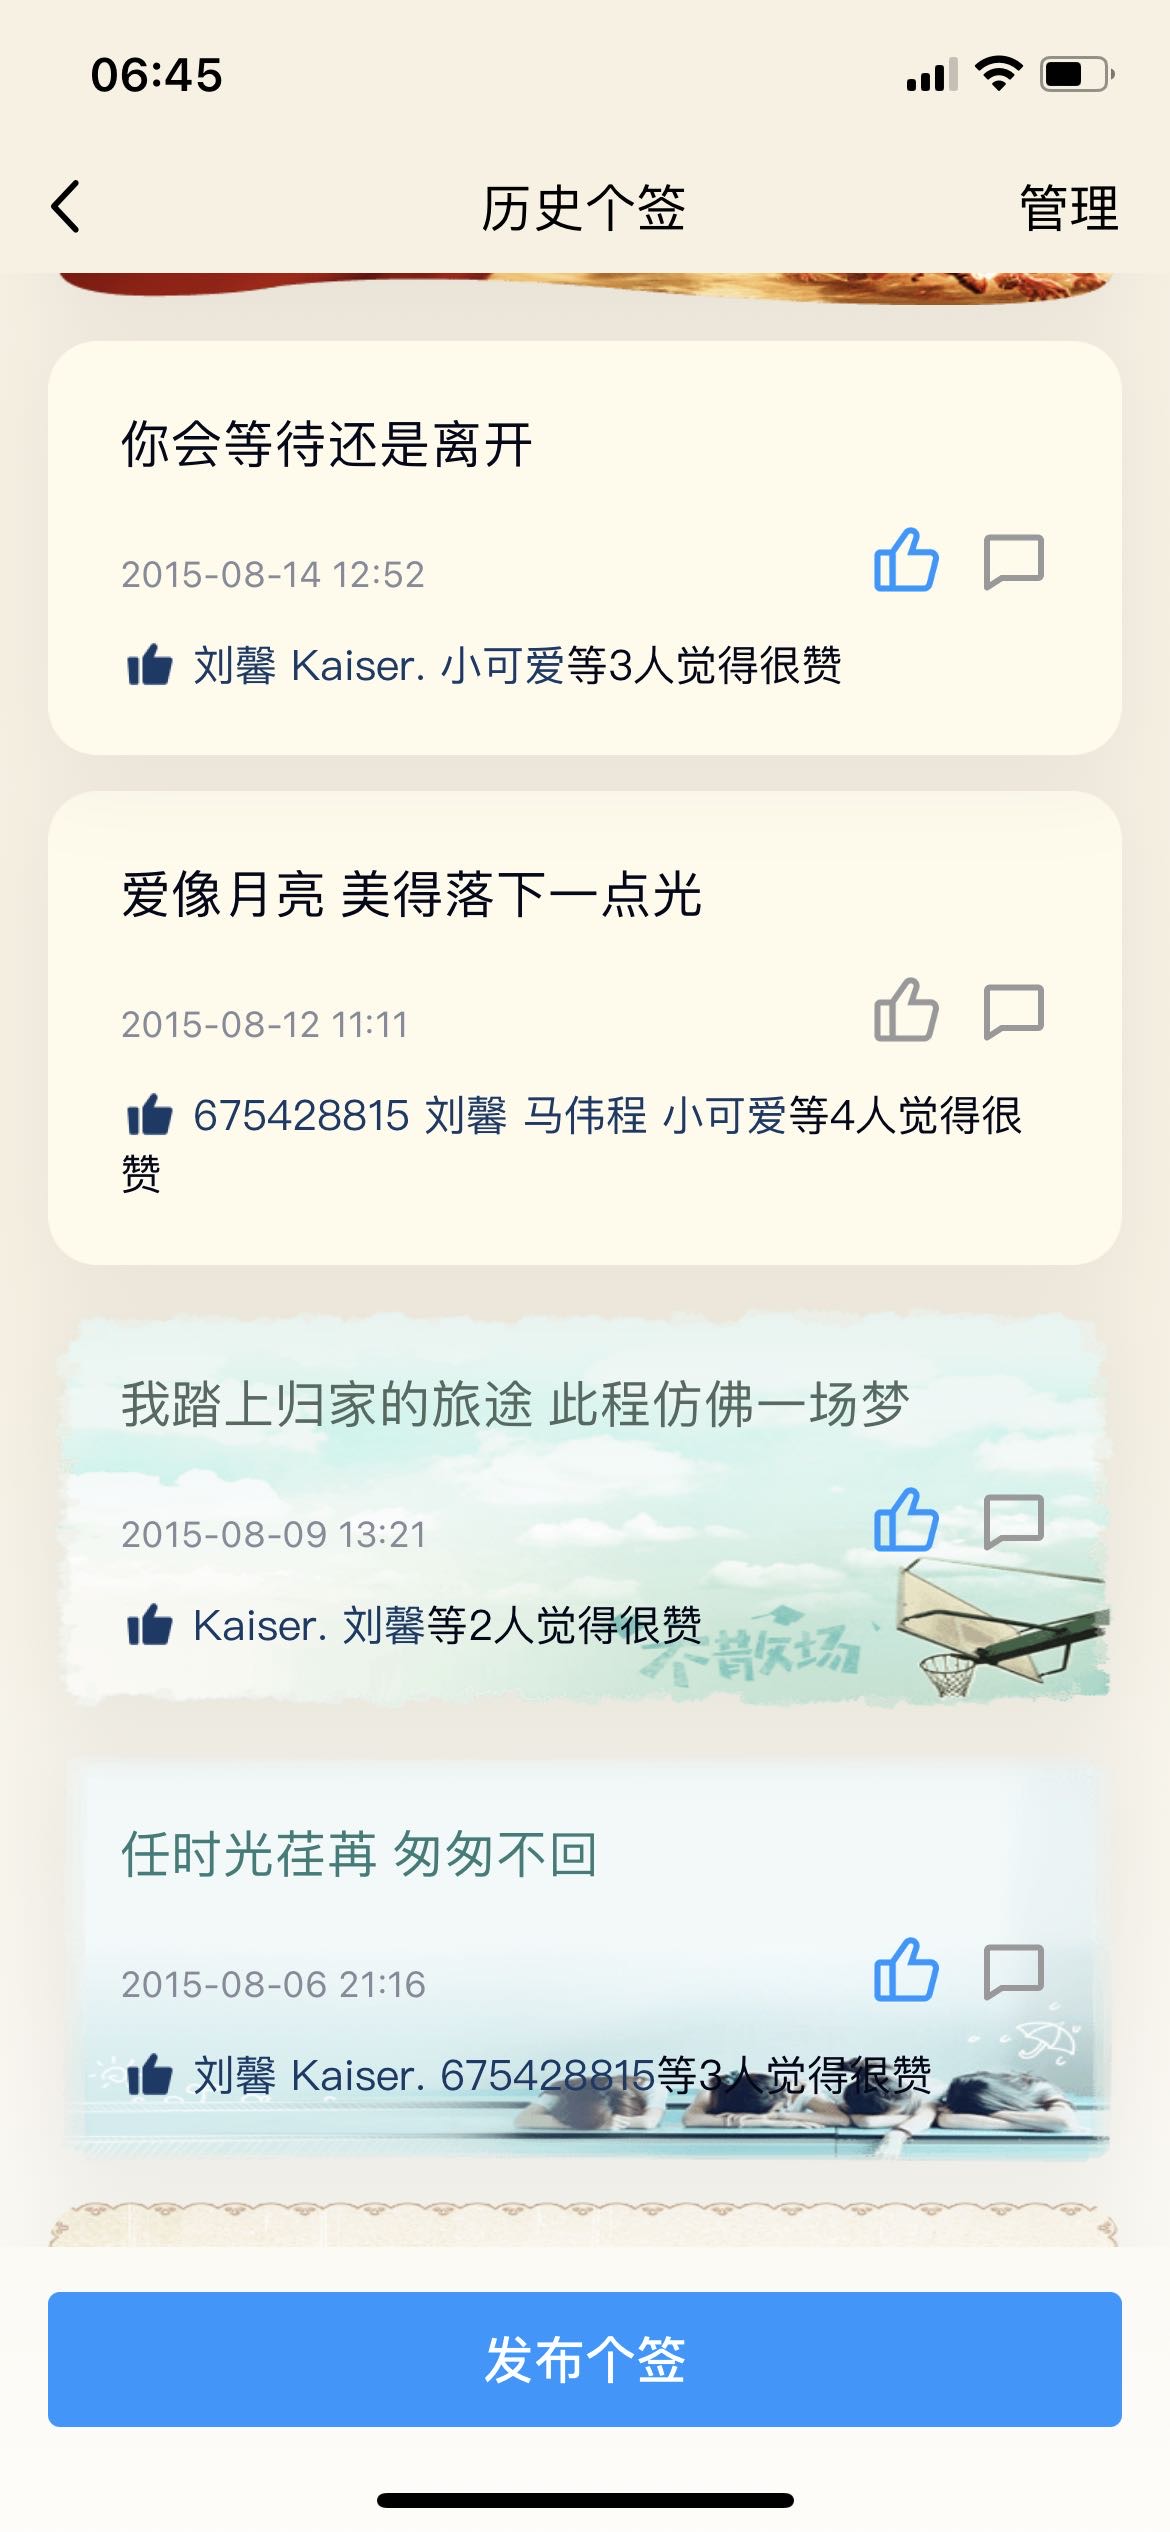 06:45
历史个签
管理
你会等待还是离开
2015-08-14 12:52
刘馨 Kaiser. 小可爱等3人觉得很赞
爱像月亮 美得落下一点光
2015-08-12 11:11
675428815 刘馨 马伟程 小可爱等4人觉得很
赞
我踏上归家的旅途 此程仿佛一场梦
2015-08-09 13:21
Kaiser. 刘馨等2人觉得很赞
不散场
任时光荏苒 匆匆不回
2015-08-06 21:16
刘馨 Kaiser. 675428815等3人觉得很赞
发布个签